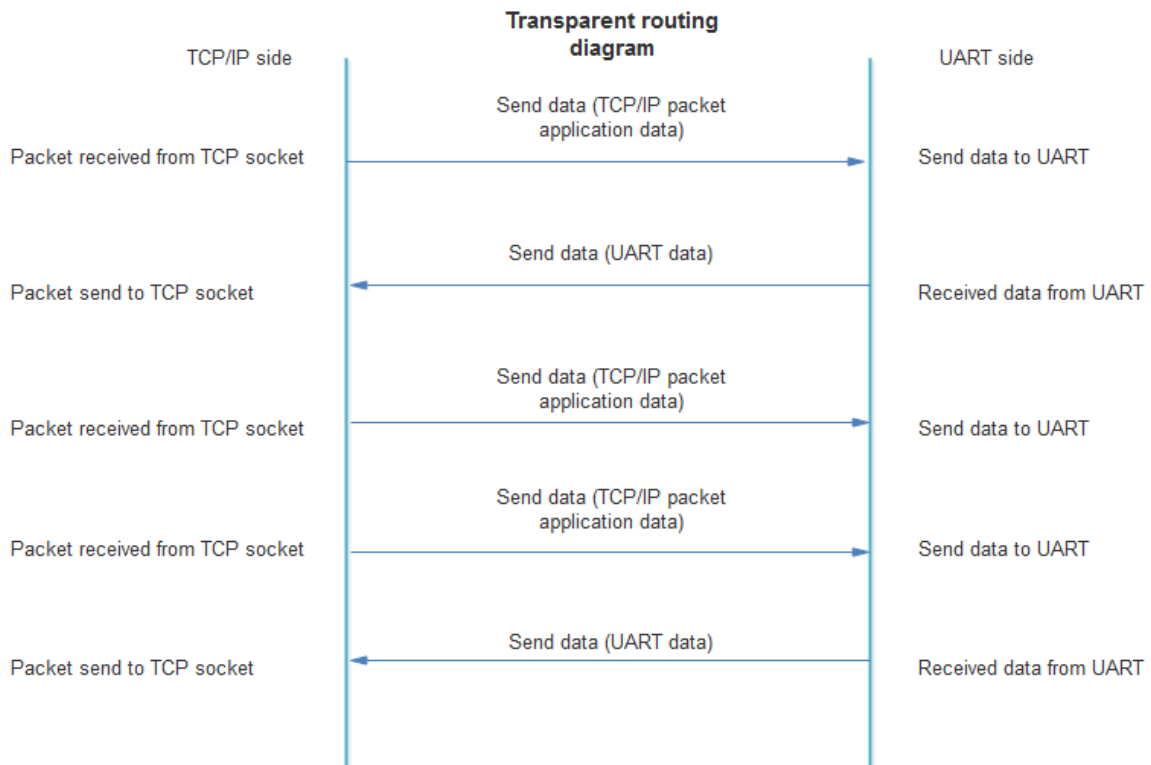 Transparent routing
diagram
TCP/IP side
UART side
Send data (TCP/IP packet
application data)
Packet received from TCP socket
Send data to UART
Send data (UART data)
Packet send to TCP socket
Received data from UART
Send data (TCP/IP packet
application data)
Packet received from TCP socket
Send data to UART
Send data (TCP/IP packet
application data)
Packet received from TCP socket
Send data to UART
Send data (UART data)
Packet send to TCP socket
Received data from UART